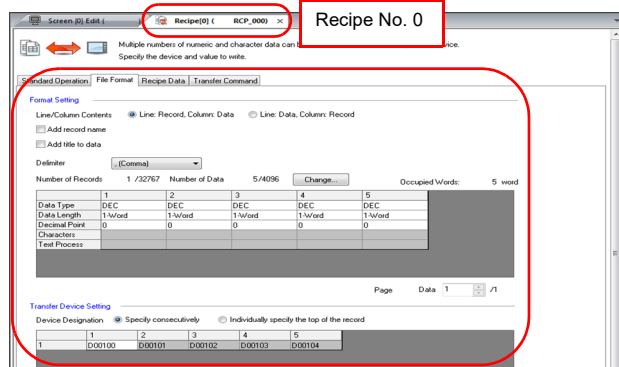 Screen [0] Edit ( ) Recipe[0] ( RCP_000) × Recipe No. 0
Multiple numbers of numeric and character data can b vice.
Specify the device and value to write.
Standard Operation File Format Recipe Data Transfer Command
Format Setting
Line/Column Contents Line: Record, Column: Data Line: Data, Column: Record
Add record name
Add title to data
Delimiter , (Comma)
Number of Records 1 /32767 Number of Data 5/4096 Change... Occupied Words: 5 word
1 2 3 4 5
Data Type DEC DEC DEC DEC DEC
Data Length 1-Word 1-Word 1-Word 1-Word 1-Word
Decimal Point 0 0 0 0 0
Characters
Text Process
Page Data 1 /1
Transfer Device Setting
Device Designation Specify consecutively Individually specify the top of the record
1 2 3 4 5
1 D00100 D00101 D00102 D00103 D00104